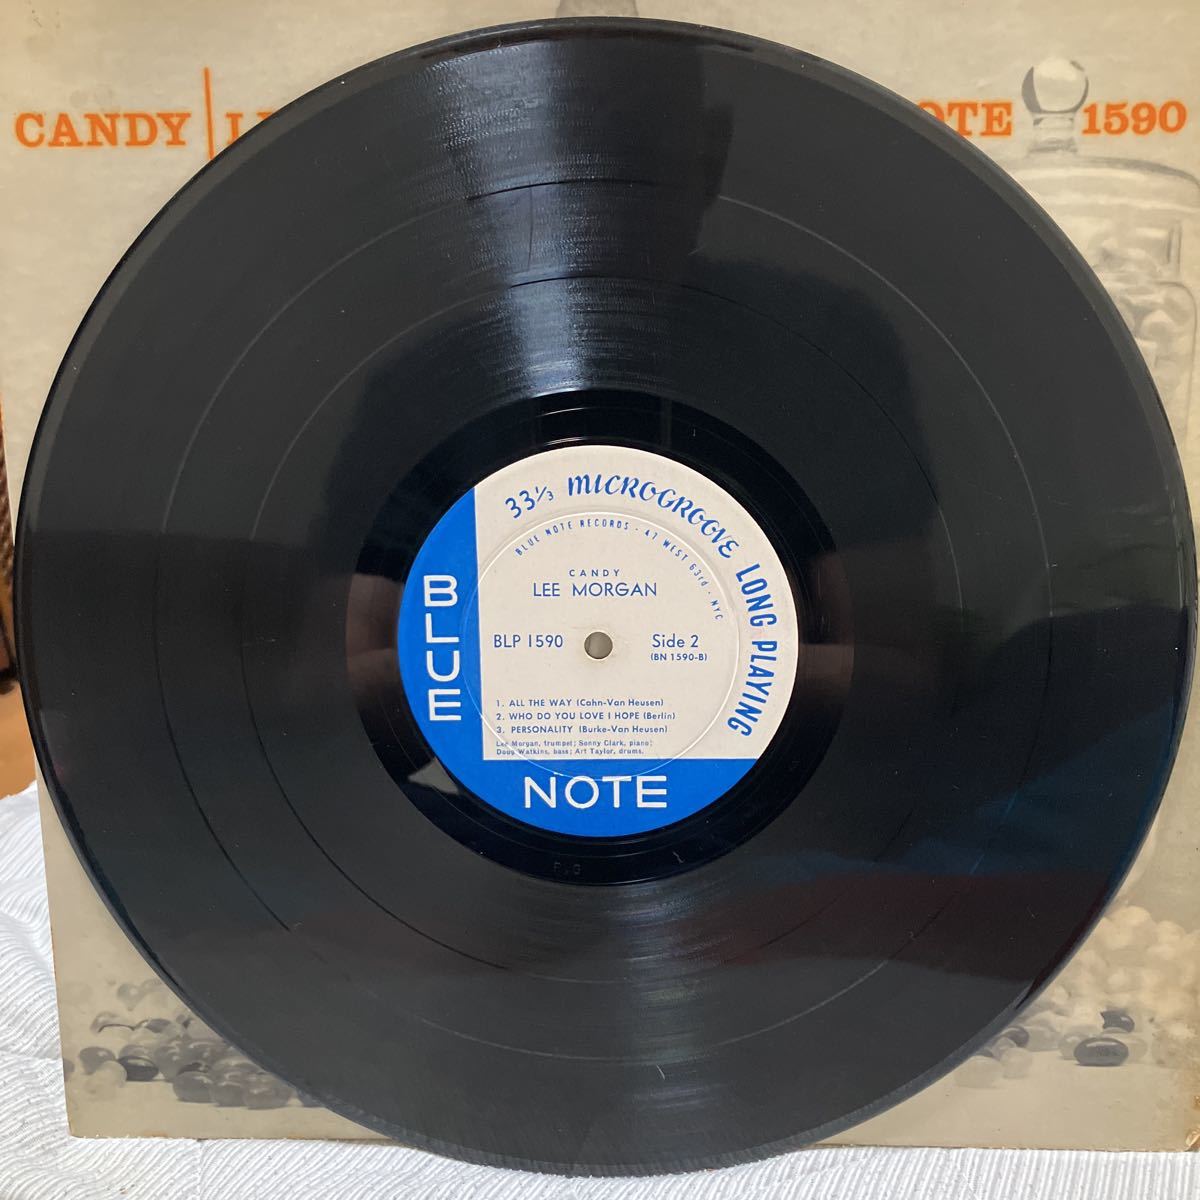 CANDY
OTE 1590
33 1/3 MICROGROOVE LONG PLAYING
BLUE NOTE RECORDS - 47 WEST 63rd - NYC
CANDY
LEE MORGAN
BLP 1590
Side 2
(BN 1590-B)
BLUE
1. ALL THE WAY (Cahn-Van Heusen)
2. WHO DO YOU LOVE I HOPE (Berlin)
3. PERSONALITY (Burke-Van Heusen)
Lee Morgan, trumpet; Sonny Clark, piano;
Doug Watkins, bass; Art Taylor, drums.
NOTE